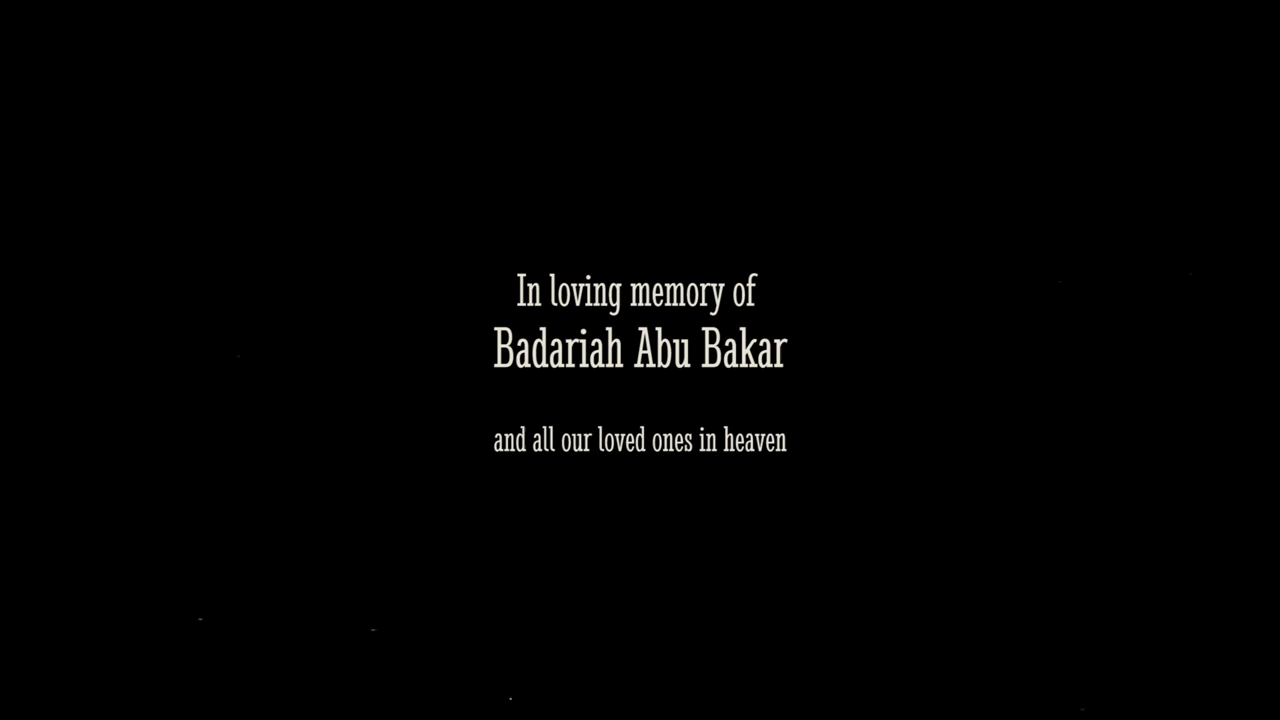 In loving memory of
Badariah Abu Bakar
and all our loved ones in heaven